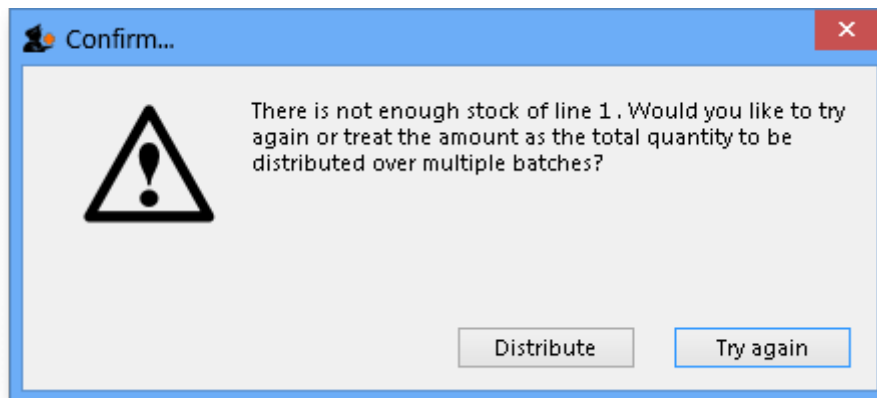 Confirm...
There is not enough stock of line 1 . Would you like to try
again or treat the amount as the total quantity to be
distributed over multiple batches?
Distribute
Try again